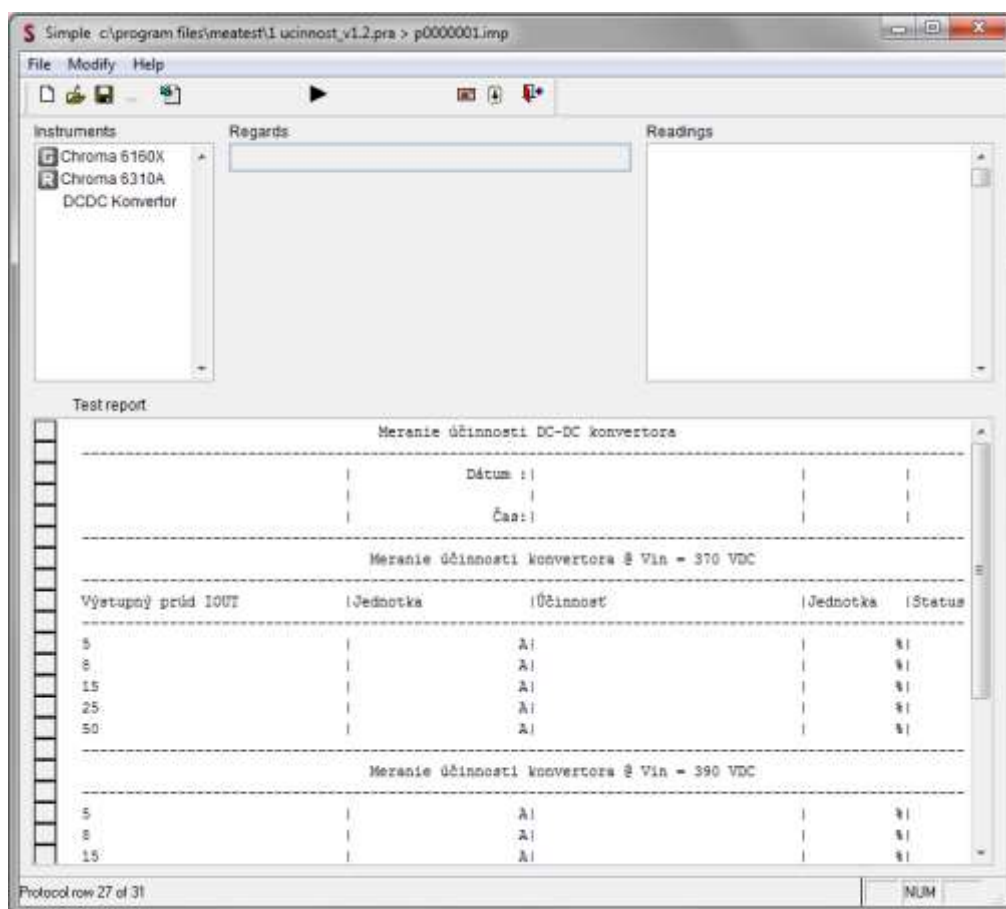 S Simple c:\program files\meatest\1 ucinnost_v1.2.pra > p0000001.imp
File Modify Help
Instruments Regards Readings
G Chroma 6160X
R Chroma 6310A
DCDC Konvertor
Test report
Meranie účinnosti DC-DC konvertora
Dátum :|
Čas:|
Meranie účinnosti konvertora @ Vin = 370 VDC
Výstupný prúd IOUT |Jednotka |Účinnosť |Jednotka |Status
5 | A| | %|
8 | A| | %|
15 | A| | %|
25 | A| | %|
50 | A| | %|
Meranie účinnosti konvertora @ Vin = 390 VDC
5 | A| | %|
8 | A| | %|
15 | A| | %|
Protocol row 27 of 31 NUM